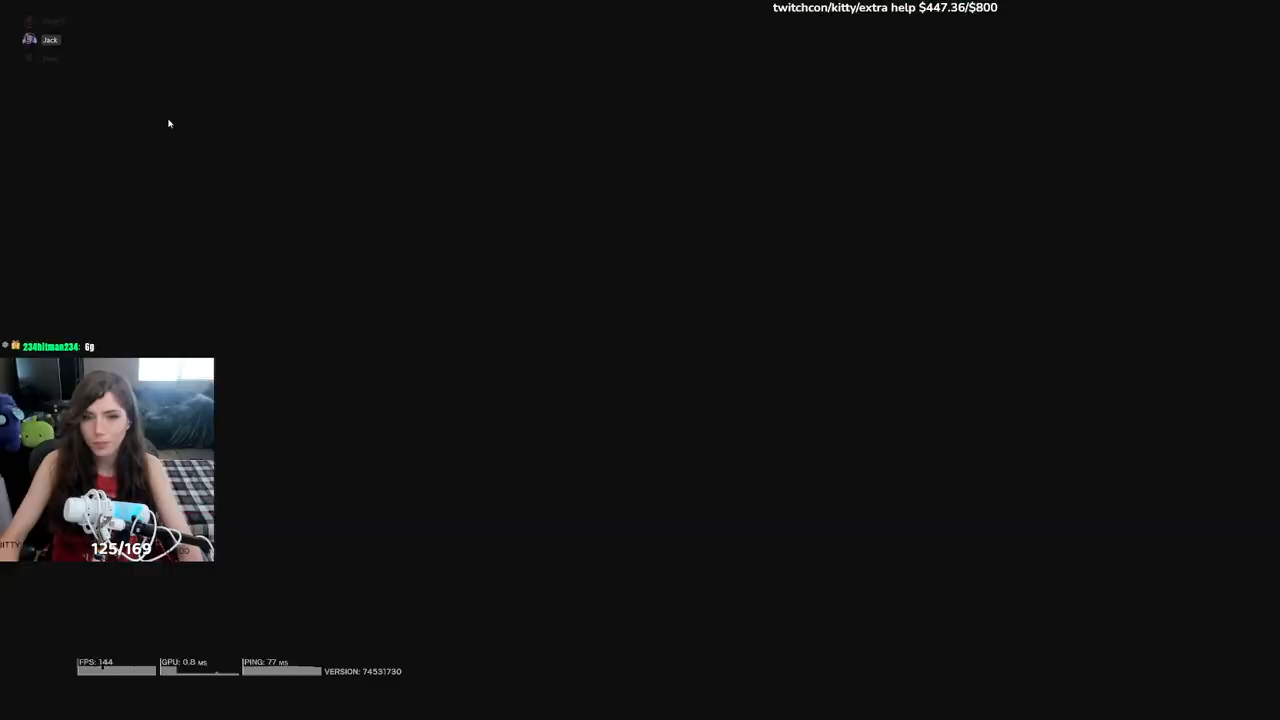 twitchcon/kitty/extra help $447.36/$800
Jack
234hitman234: Gg
125/169
FPS: 144
GPU: 0.8 MS
PING: 77 MS
VERSION: 74531730